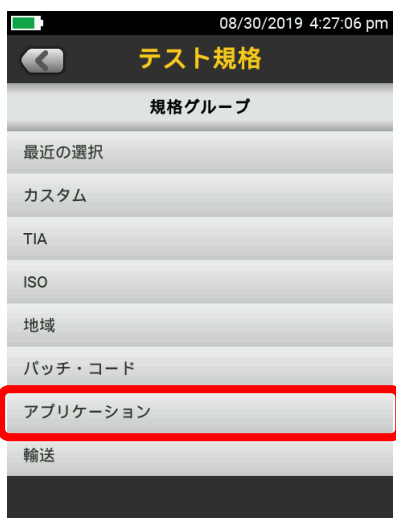 08/30/2019 4:27:06 pm
テスト規格
規格グループ
最近の選択
カスタム
TIA
ISO
地域
パッチ・コード
アプリケーション
輸送